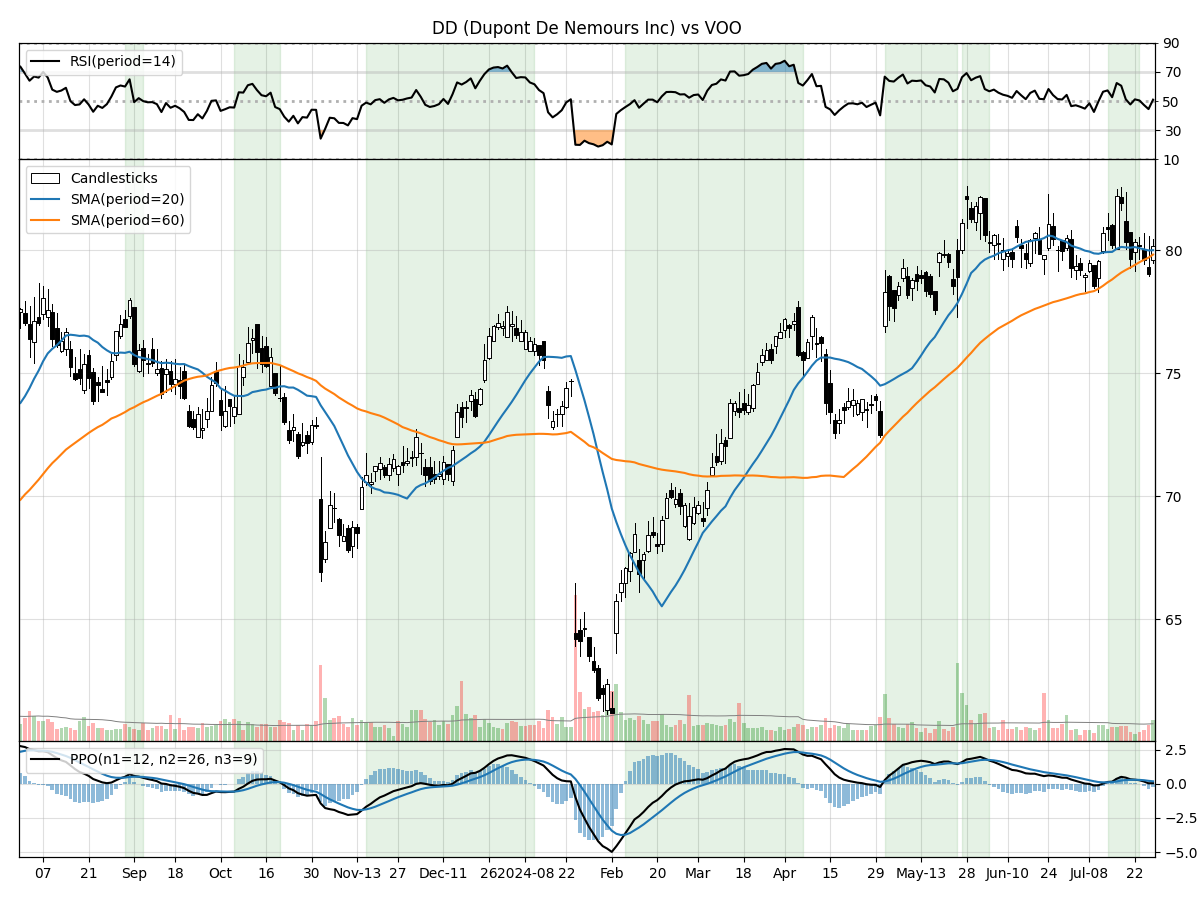 DD (Dupont De Nemours Inc) vs VOO
RSI(period=14)
90
70
50
30
10
Candlesticks
SMA(period=20)
SMA(period=60)
80
75
70
65
PPO(n1=12, n2=26, n3=9)
2.5
0.0
−2.5
−5.0
07 21 Sep 18 Oct 16 30 Nov-13 27 Dec-11 26 2024-08 22 Feb 20 Mar 18 Apr 15 29 May-13 28 Jun-10 24 Jul-08 22